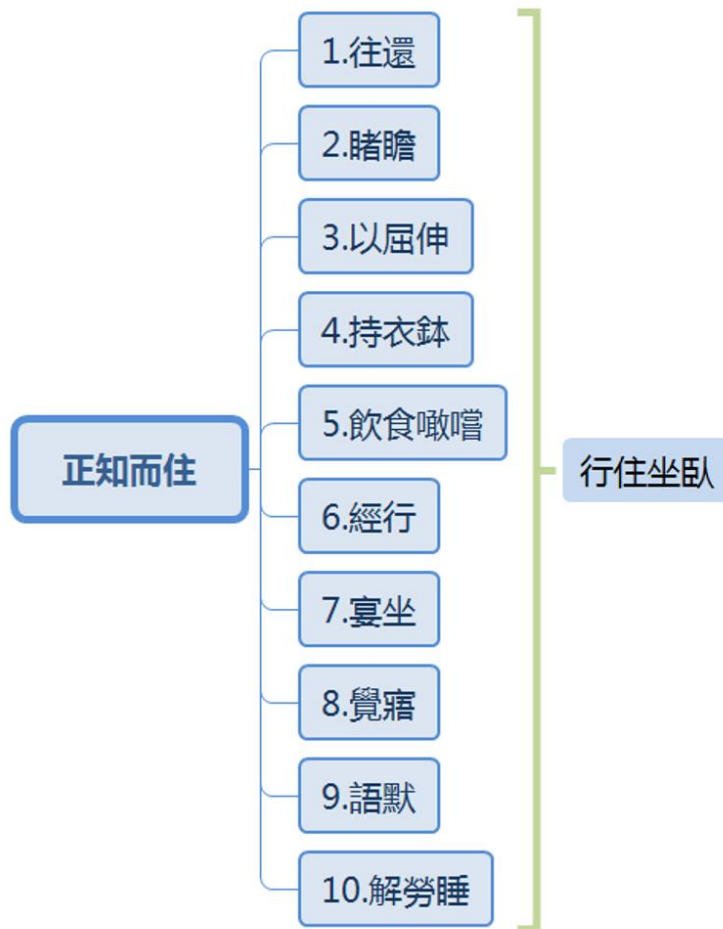 正知而住
1.往還
2.睹瞻
3.以屈伸
4.持衣鉢
5.飲食噉嚐
6.經行
7.宴坐
8.覺寤
9.語默
10.解勞睡
行住坐臥